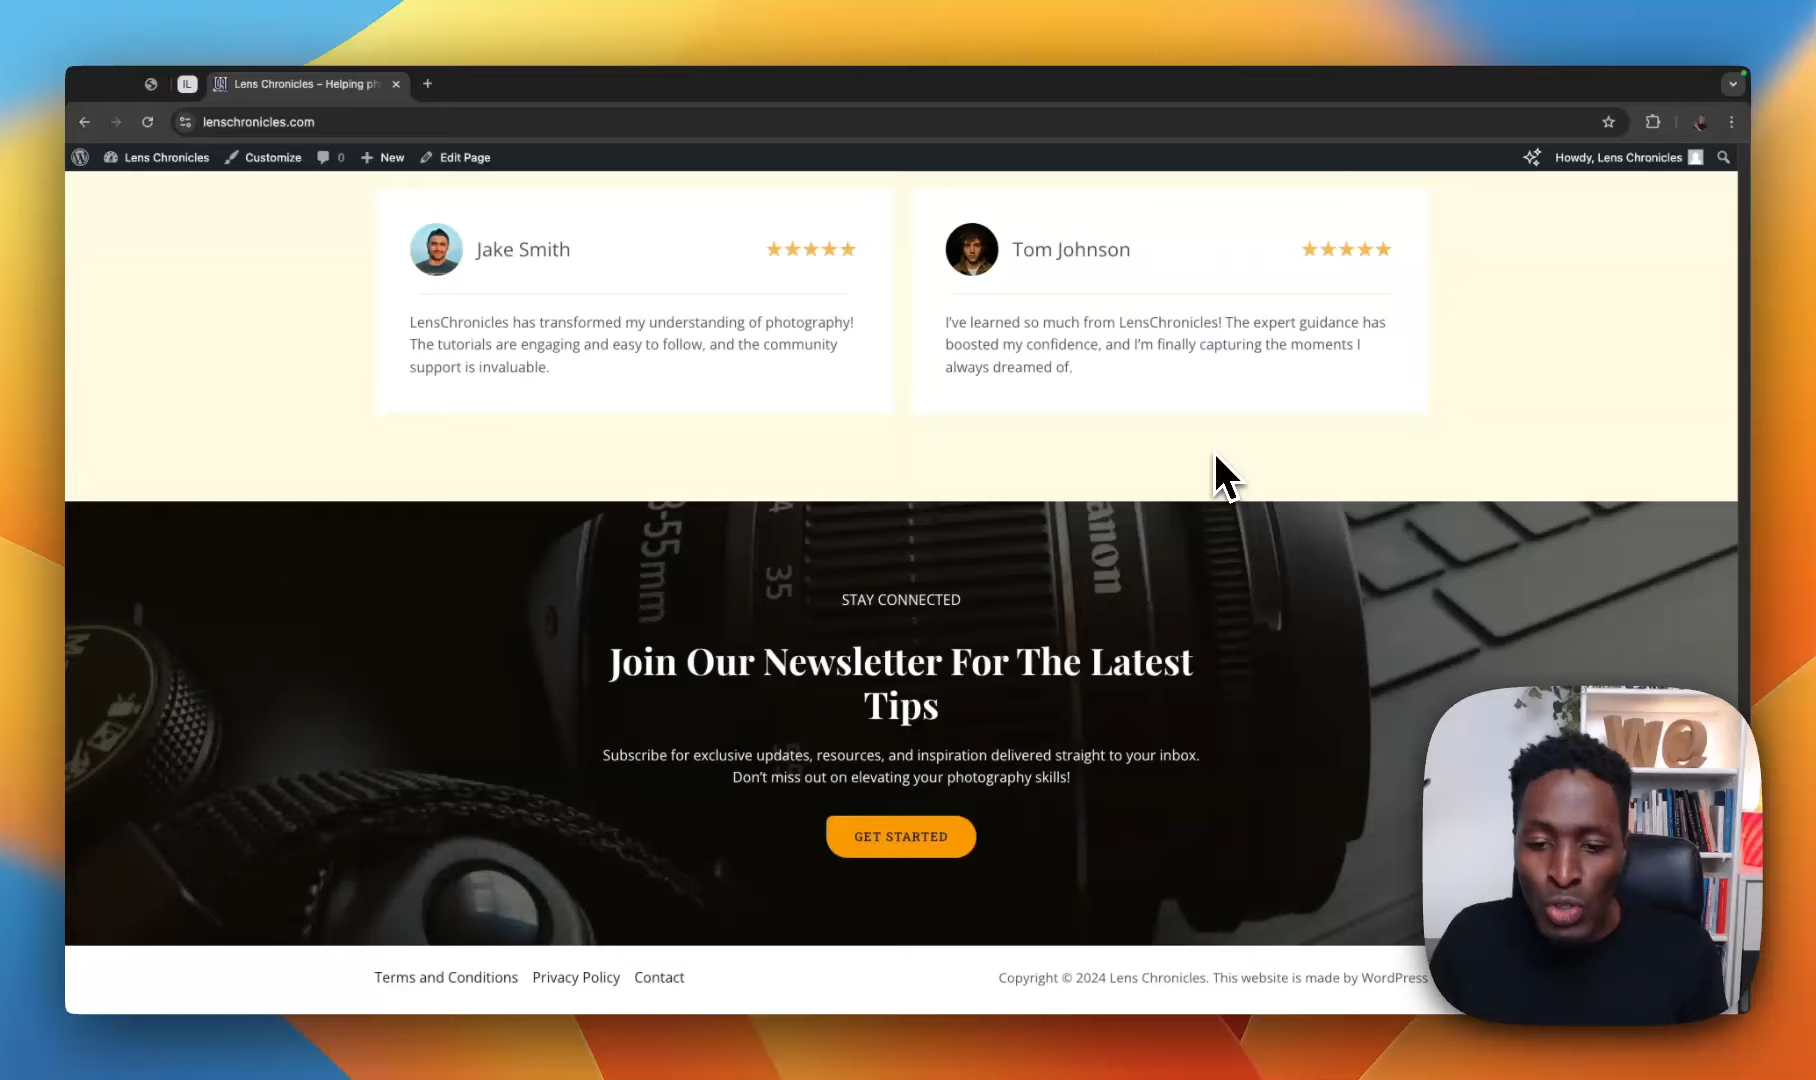 IL
Lens Chronicles – Helping ph
lenschronicles.com
Lens Chronicles Customize 0 New Edit Page
Howdy, Lens Chronicles
Jake Smith
LensChronicles has transformed my understanding of photography!
The tutorials are engaging and easy to follow, and the community
support is invaluable.
Tom Johnson
I've learned so much from LensChronicles! The expert guidance has
boosted my confidence, and I'm finally capturing the moments I
always dreamed of.
35
anon
-55mm
STAY CONNECTED
Join Our Newsletter For The Latest
Tips
Subscribe for exclusive updates, resources, and inspiration delivered straight to your inbox.
Don't miss out on elevating your photography skills!
GET STARTED
WQ
Terms and Conditions Privacy Policy Contact
Copyright © 2024 Lens Chronicles. This website is made by WordPress